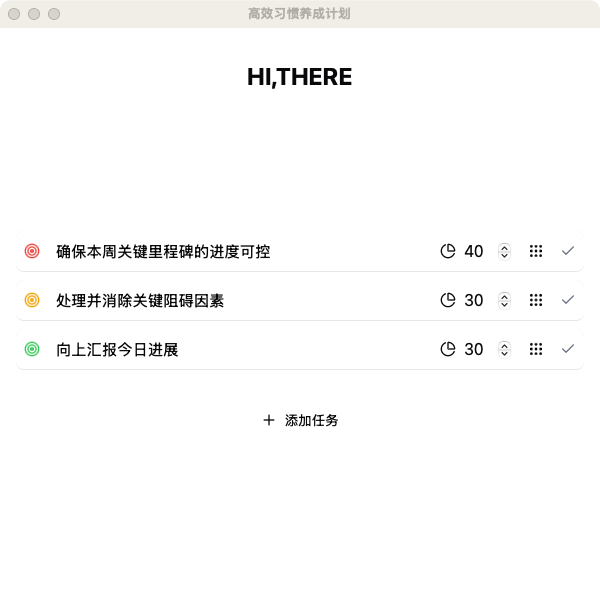 高效习惯养成计划
HI,THERE
确保本周关键里程碑的进度可控 40
处理并消除关键阻碍因素 30
向上汇报今日进展 30
添加任务